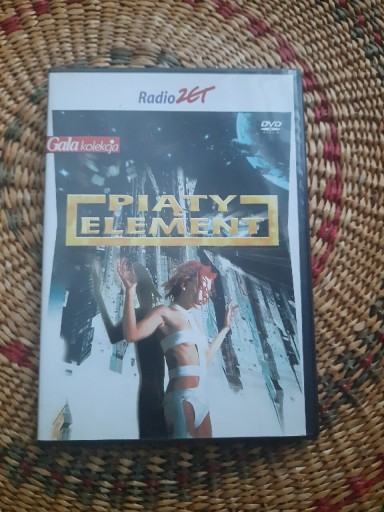 Radio ZET
DVD
Gala kolekcja
PIĄTY
ELEMENT